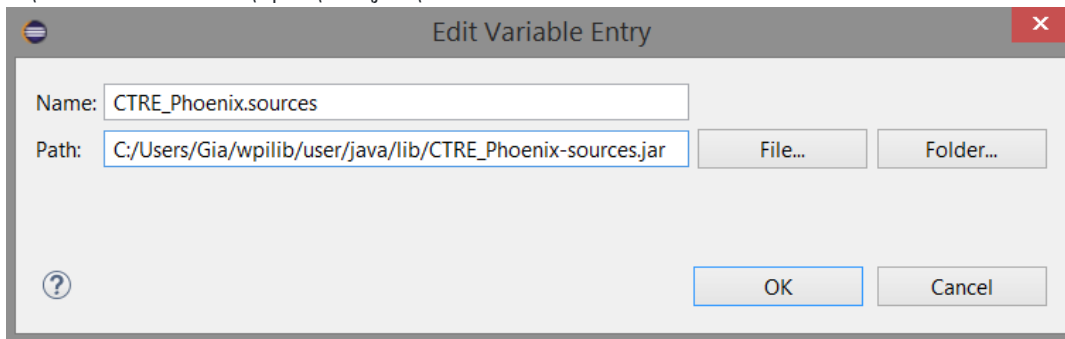 Edit Variable Entry
Name: CTRE_Phoenix.sources
Path: C:/Users/Gia/wpilib/user/java/lib/CTRE_Phoenix-sources.jar File... Folder...
OK Cancel